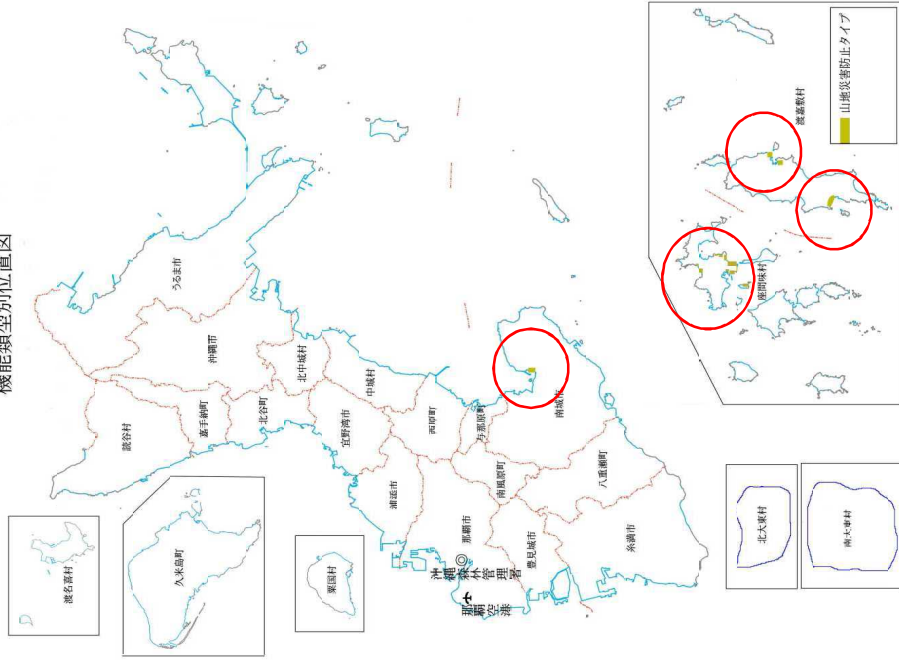 機能類型別位置図
山地災害防止タイプ
渡嘉敷村
座間味村
うるま市
沖縄市
北中城村
中城村
読谷村
嘉手納町
北谷町
宜野湾市
西原町
与那原町
南城市
浦添市
南風原町
八重瀬町
那覇市
豊見城市
糸満市
沖縄森林管理署
那覇空港
渡名喜村
久米島町
粟国村
北大東村
南大東村